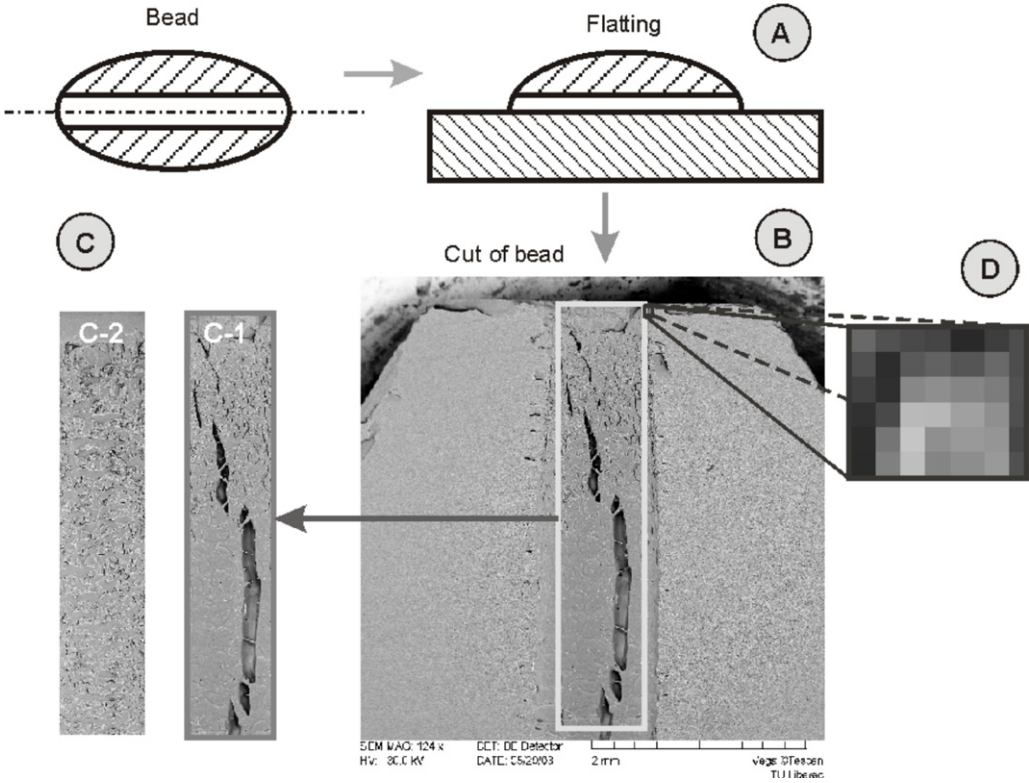 Bead
Flatting
A
C
Cut of bead
B
D
C-2
C-1
SEM MAG: 124 x
DET: BE Detector
HV: 30.0 kV
DATE: 05/20/03
2 mm
Vega ©Tescan
TU Liberec